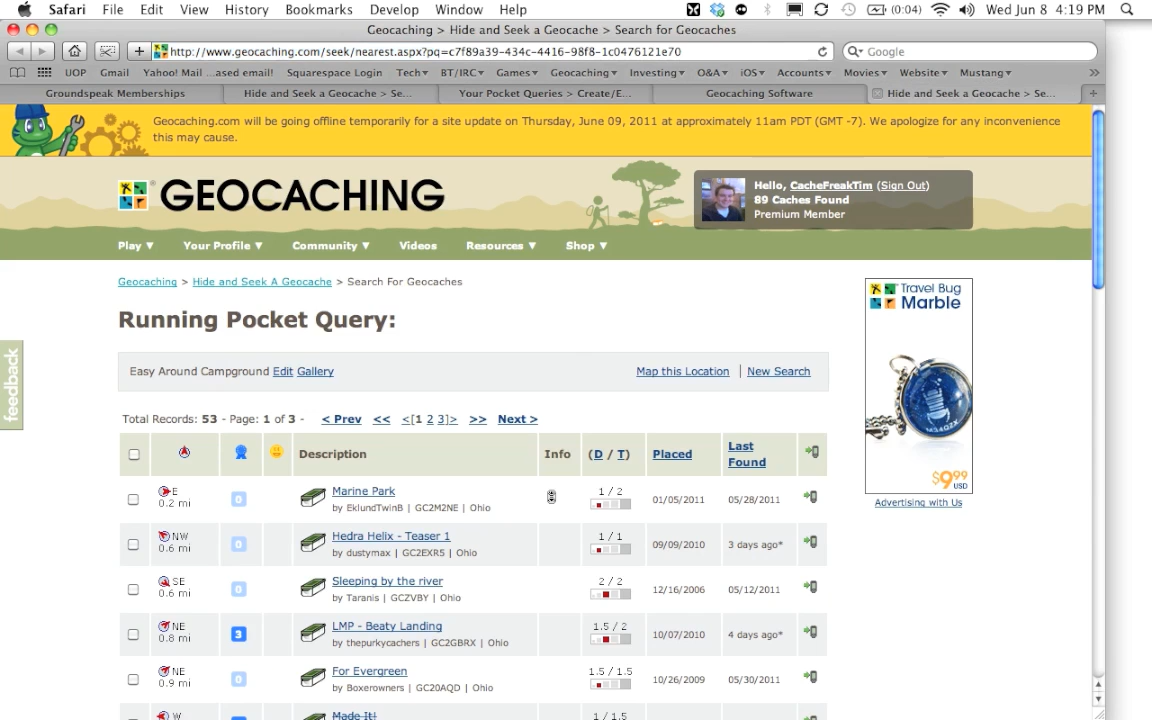 Safari File Edit View History Bookmarks Develop Window Help (0:04) Wed Jun 8 4:19 PM
Geocaching > Hide and Seek a Geocache > Search for Geocaches
http://www.geocaching.com/seek/nearest.aspx?pq=c7f89a39-434c-4416-98f8-1c0476121e70 Google
UOP Gmail Yahoo! Mail ...ased email! Squarespace Login Tech▾ BT/IRC▾ Games▾ Geocaching▾ Investing▾ O&A▾ iOS▾ Accounts▾ Movies▾ Website▾ Mustang▾ >>
Groundspeak Memberships Hide and Seek a Geocache > Se... Your Pocket Queries > Create/E... Geocaching Software Hide and Seek a Geocache > Se... +
Geocaching.com will be going offline temporarily for a site update on Thursday, June 09, 2011 at approximately 11am PDT (GMT -7). We apologize for any inconvenience
this may cause.
GEOCACHING
Hello, CacheFreakTim (Sign Out)
89 Caches Found
Premium Member
Play ▼ Your Profile ▼ Community ▼ Videos Resources ▼ Shop ▼
Geocaching > Hide and Seek A Geocache > Search For Geocaches
Running Pocket Query:
Easy Around Campground Edit Gallery Map this Location | New Search
Total Records: 53 - Page: 1 of 3 - < Prev << <[1 2 3]> >> Next >
Description Info (D / T) Placed Last Found
E 0.2 mi 0 Marine Park 1 / 2 01/05/2011 05/28/2011
by EklundTwinB | GC2M2NE | Ohio
NW 0.6 mi 0 Hedra Helix - Teaser 1 1 / 1 09/09/2010 3 days ago*
by dustymax | GC2EXR5 | Ohio
SE 0.6 mi 0 Sleeping by the river 2 / 2 12/16/2006 05/12/2011
by Taranis | GCZVBY | Ohio
NE 0.8 mi 3 LMP - Beaty Landing 1.5 / 2 10/07/2010 4 days ago*
by thepurkycachers | GC2GBRX | Ohio
NE 0.9 mi 0 For Evergreen 1.5 / 1.5 10/26/2009 05/30/2011
by Boxerowners | GC20AQD | Ohio
W Made It! 1 / 1.5
feedback
Travel Bug
Marble
$9.99
USD
Advertising with Us